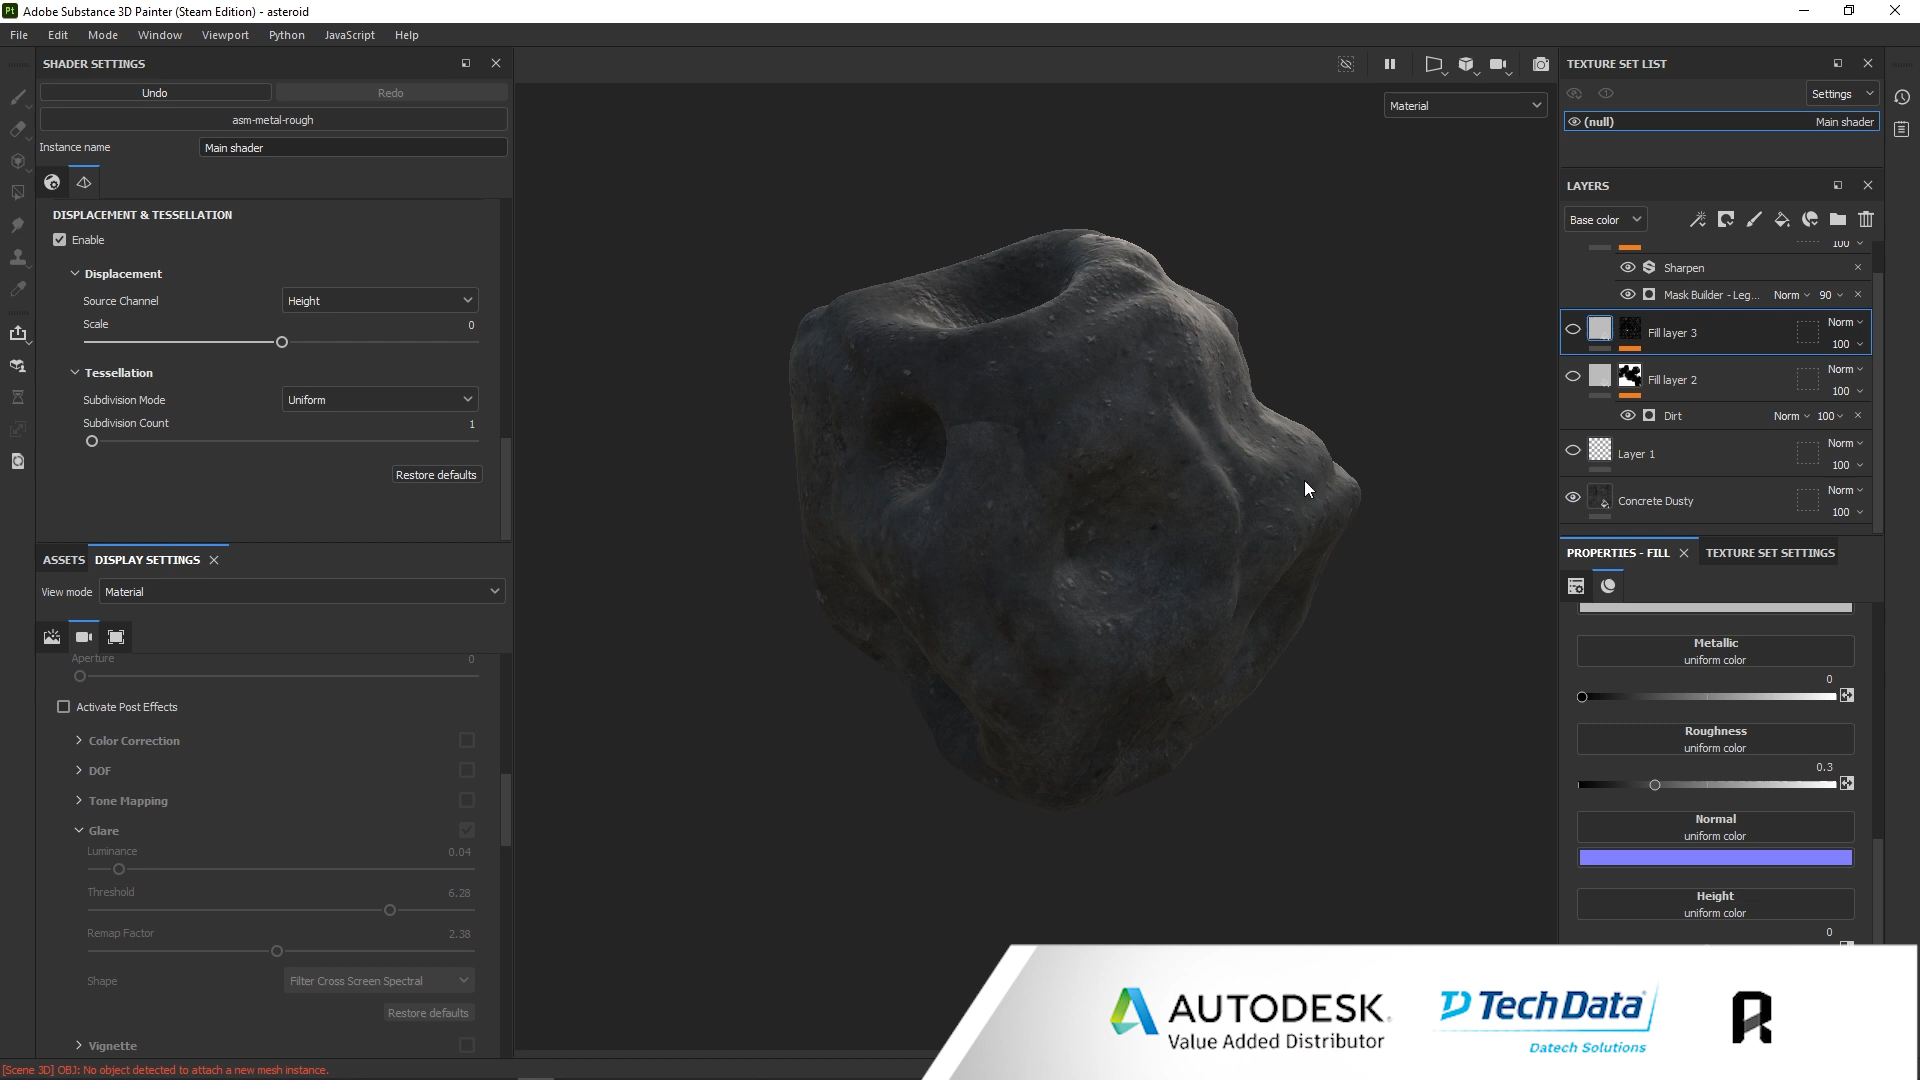 Pt Adobe Substance 3D Painter (Steam Edition) - asteroid
File Edit Mode Window Viewport Python JavaScript Help
SHADER SETTINGS
Undo Redo
asm-metal-rough
Instance name Main shader
DISPLACEMENT & TESSELLATION
Enable
Displacement
Source Channel Height
Scale 0
Tessellation
Subdivision Mode Uniform
Subdivision Count 1
Restore defaults
ASSETS DISPLAY SETTINGS
View mode Material
Aperture 0
Activate Post Effects
Color Correction
DOF
Tone Mapping
Glare
Luminance 0.04
Threshold 6.28
Remap Factor 2.38
Shape Filter Cross Screen Spectral
Restore defaults
Vignette
[Scene 3D] OBJ: No object detected to attach a new mesh instance.
Material
TEXTURE SET LIST
Settings
(null) Main shader
LAYERS
Base color
100
Sharpen
Mask Builder - Leg... Norm 90
Fill layer 3 Norm
100
Fill layer 2 Norm
100
Dirt Norm 100
Layer 1 Norm
100
Concrete Dusty Norm
100
PROPERTIES - FILL TEXTURE SET SETTINGS
Metallic
uniform color
0
Roughness
uniform color
0.3
Normal
uniform color
Height
uniform color
0
AUTODESK.
Value Added Distributor
TD Tech Data
Datech Solutions